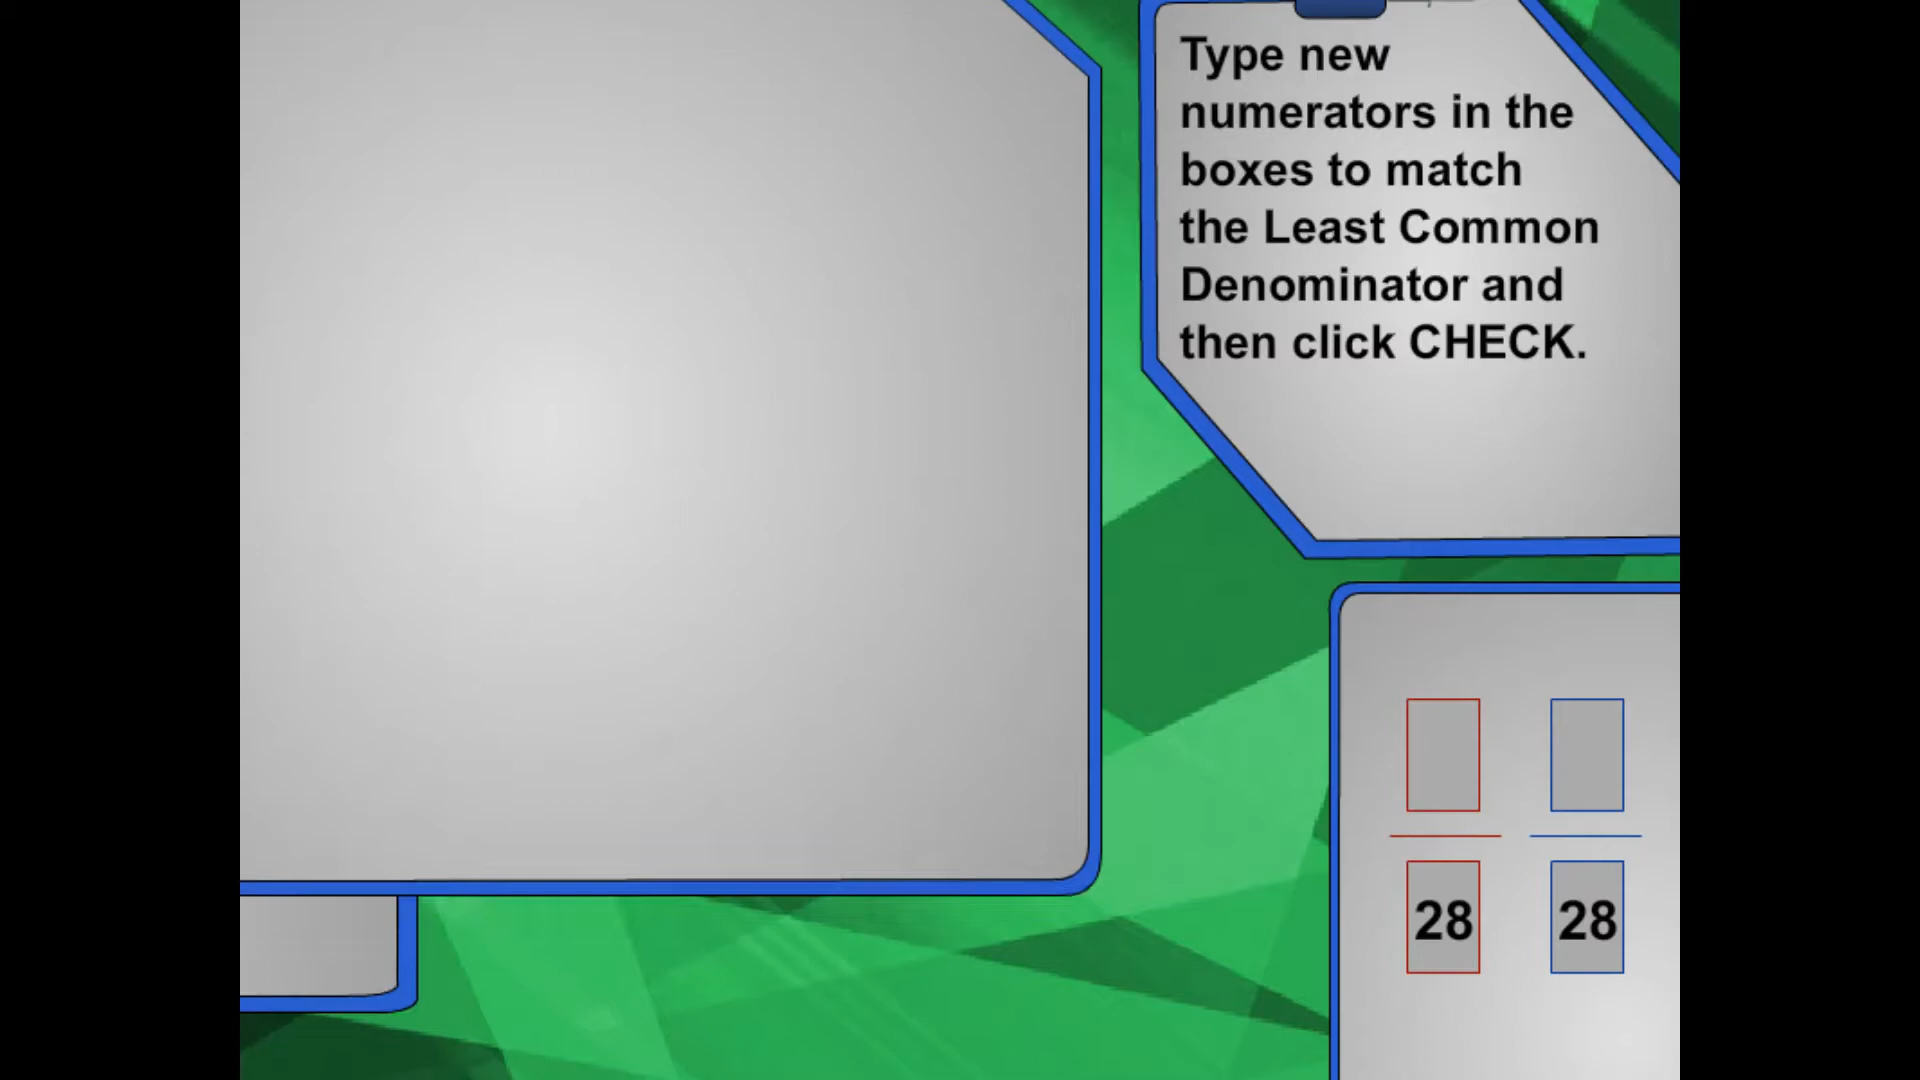 Type new
numerators in the
boxes to match
the Least Common
Denominator and
then click CHECK.
28 28